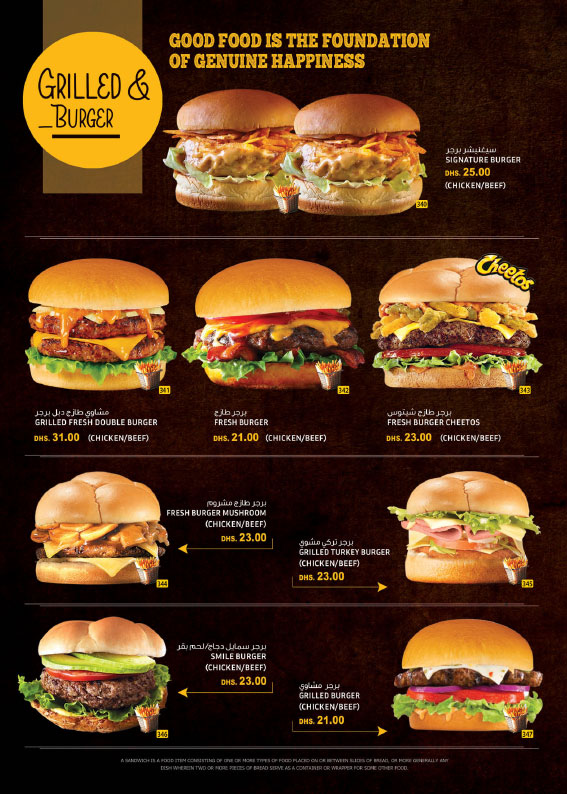 GRILLED &
_BURGER
GOOD FOOD IS THE FOUNDATION
OF GENUINE HAPPINESS
سيغنيشر برجر
SIGNATURE BURGER
DHS. 25.00
(CHICKEN/BEEF)
340
Cheetos
341
342
343
مشاوي طازج دبل برجر
GRILLED FRESH DOUBLE BURGER
DHS. 31.00 (CHICKEN/BEEF)
برجر طازج
FRESH BURGER
DHS. 21.00 (CHICKEN/BEEF)
برجر طازج شيتوس
FRESH BURGER CHEETOS
DHS. 23.00 (CHICKEN/BEEF)
برجر طازج مشروم
FRESH BURGER MUSHROOM
(CHICKEN/BEEF)
DHS. 23.00
344
برجر تركي مشوي
GRILLED TURKEY BURGER
(CHICKEN/BEEF)
DHS. 23.00
345
برجر سمايل دجاج/لحم بقر
SMILE BURGER
(CHICKEN/BEEF)
DHS. 23.00
346
برجر مشاوي
GRILLED BURGER
(CHICKEN/BEEF)
DHS. 21.00
347
A SANDWICH IS A FOOD ITEM CONSISTING OF ONE OR MORE TYPES OF FOOD PLACED ON OR BETWEEN SLICES OF BREAD, OR MORE GENERALLY ANY
DISH WHEREIN TWO OR MORE PIECES OF BREAD SERVE AS A CONTAINER OR WRAPPER FOR SOME OTHER FOOD.